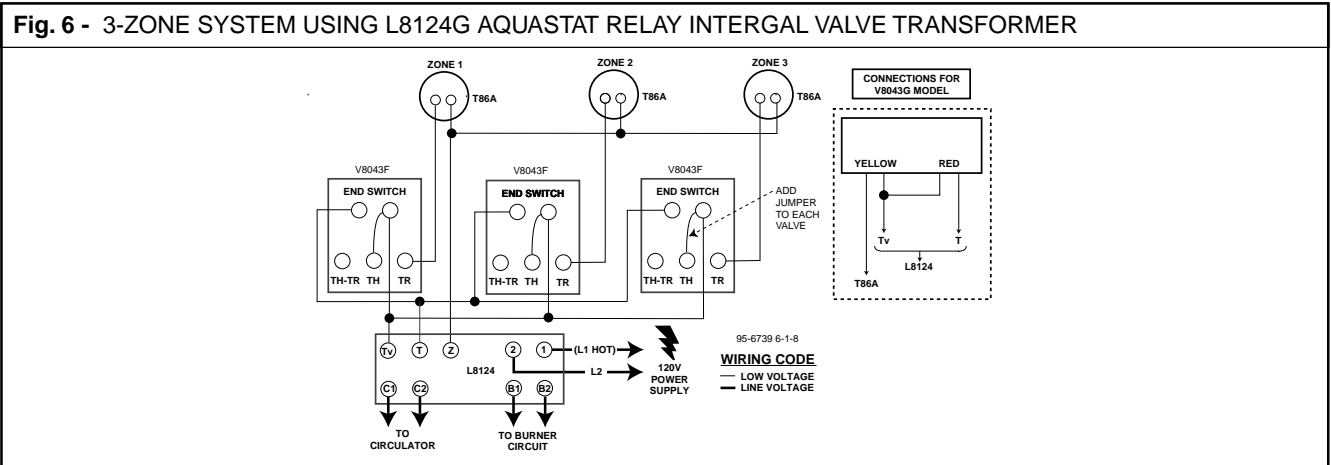 Fig. 6 - 3-ZONE SYSTEM USING L8124G AQUASTAT RELAY INTERGAL VALVE TRANSFORMER
ZONE 1
T86A
ZONE 2
T86A
ZONE 3
T86A
CONNECTIONS FOR
V8043G MODEL
YELLOW
RED
Tv
T
L8124
T86A
V8043F
END SWITCH
TH-TR TH TR
V8043F
END SWITCH
TH-TR TH TR
V8043F
END SWITCH
TH-TR TH TR
ADD
JUMPER
TO EACH
VALVE
Tv T Z 2 1
L8124
C1 C2 B1 B2
(L1 HOT)
L2
120V
POWER
SUPPLY
TO
CIRCULATOR
TO BURNER
CIRCUIT
95-6739 6-1-8
WIRING CODE
LOW VOLTAGE
LINE VOLTAGE